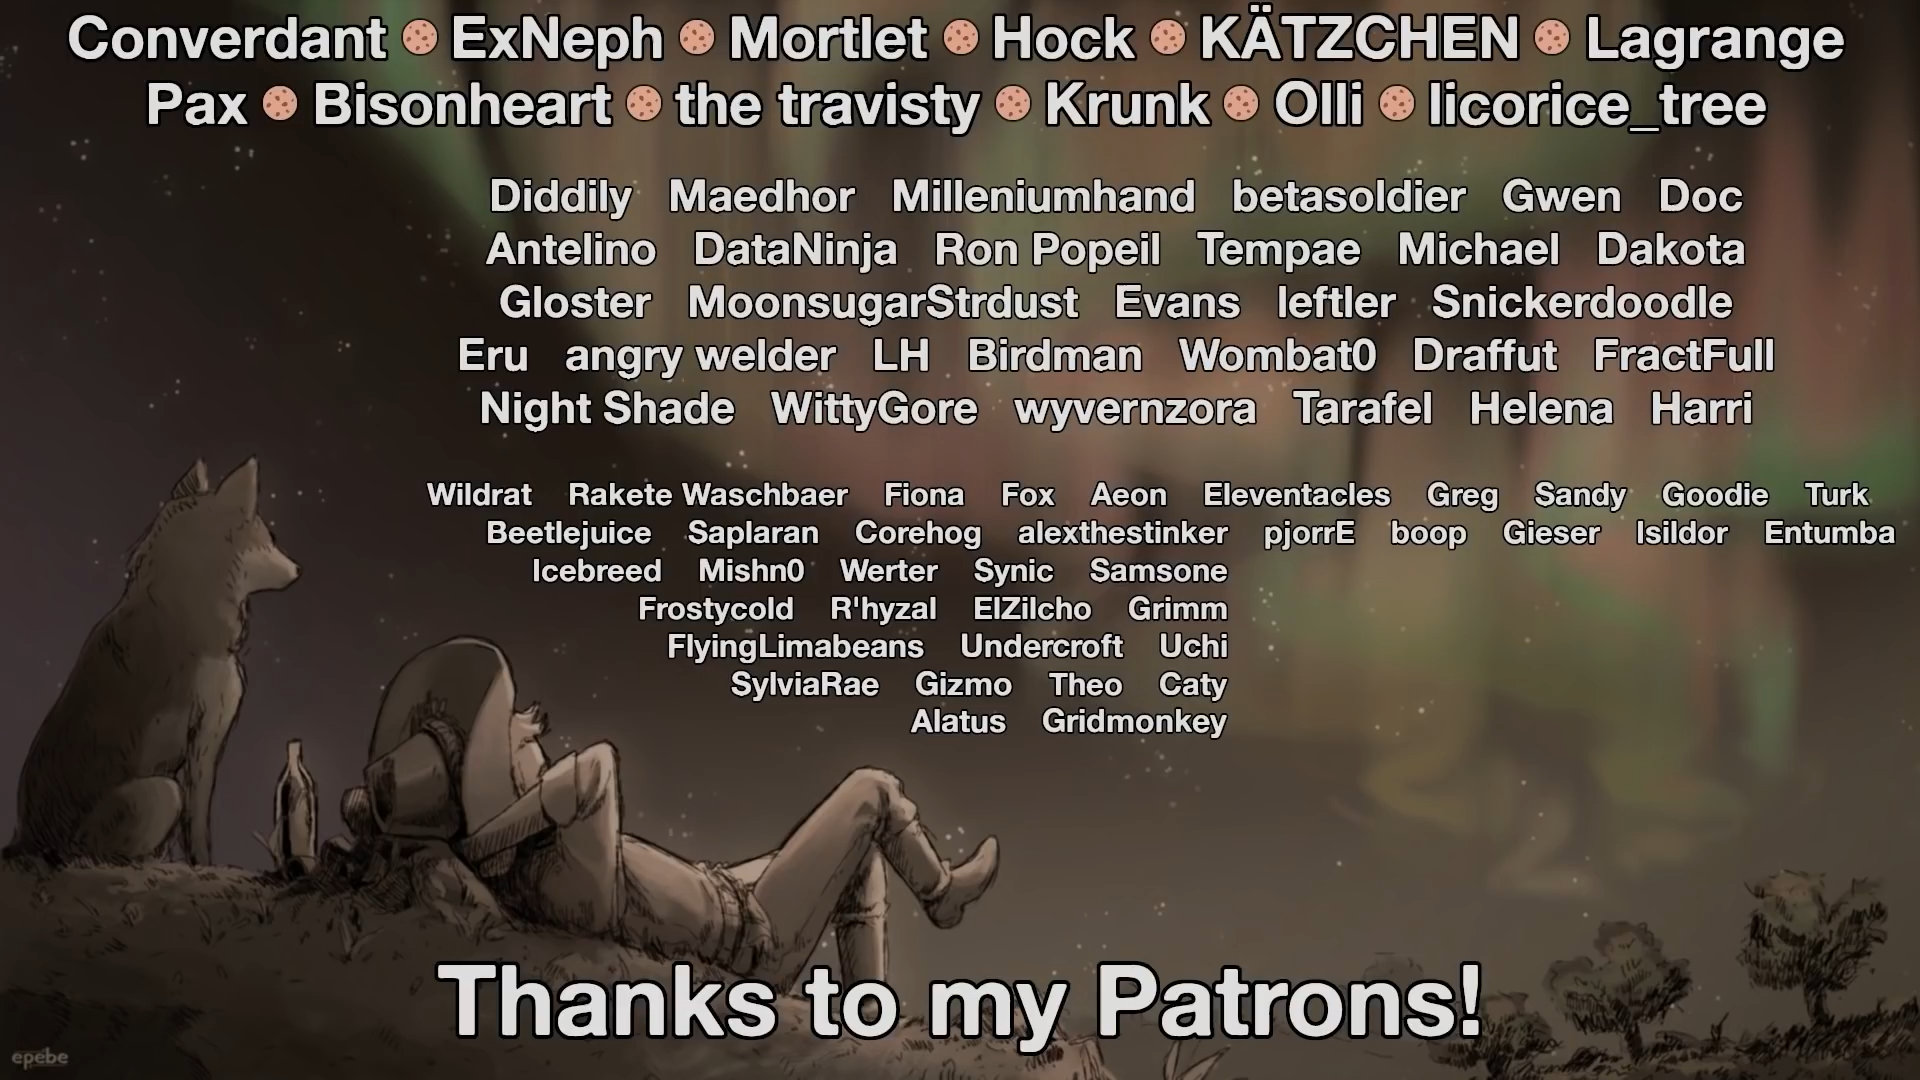 Converdant 🍪 ExNeph 🍪 Mortlet 🍪 Hock 🍪 KÄTZCHEN 🍪 Lagrange
Pax 🍪 Bisonheart 🍪 the travisty 🍪 Krunk 🍪 Olli 🍪 licorice_tree
Diddily Maedhor Milleniumhand betasoldier Gwen Doc
Antelino DataNinja Ron Popeil Tempae Michael Dakota
Gloster MoonsugarStrdust Evans leftler Snickerdoodle
Eru angry welder LH Birdman Wombat0 Draffut FractFull
Night Shade WittyGore wyvernzora Tarafel Helena Harri
Wildrat Rakete Waschbaer Fiona Fox Aeon Eleventacles Greg Sandy Goodie Turk
Beetlejuice Saplaran Corehog alexthestinker pjorrE boop Gieser Isildor Entumba
Icebreed Mishn0 Werter Synic Samsone
Frostycold R'hyzal ElZilcho Grimm
FlyingLimabeans Undercroft Uchi
SylviaRae Gizmo Theo Caty
Alatus Gridmonkey
Thanks to my Patrons!
epebe